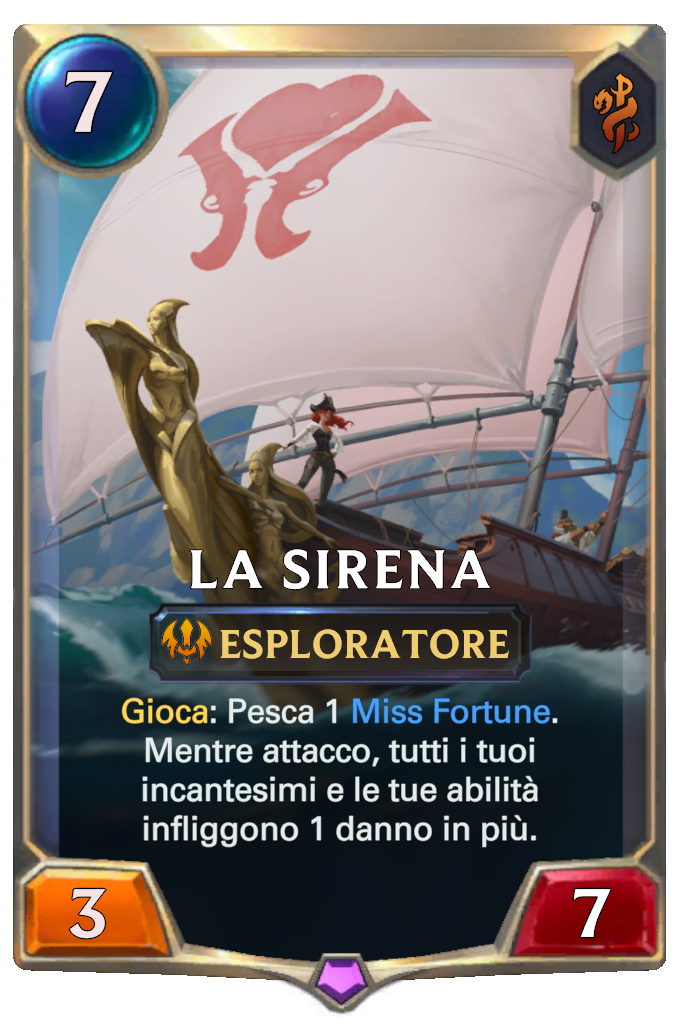 7
LA SIRENA
ESPLORATORE
Gioca: Pesca 1 Miss Fortune.
Mentre attacco, tutti i tuoi
incantesimi e le tue abilità
infliggono 1 danno in più.
3
7